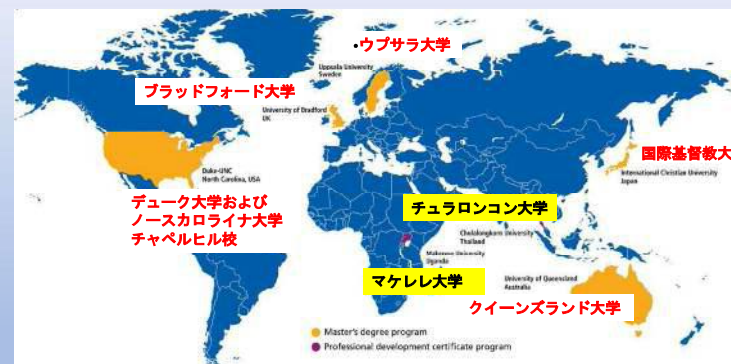 •ウプサラ大学
Uppsala University
Sweden
ブラッドフォード大学
University of Bradford
UK
国際基督教大
International Christian University
Japan
Duke-UNC
North Carolina, USA
デューク大学および
ノースカロライナ大学
チャペルヒル校
チュラロンコン大学
Chulalongkorn University
Thailand
Makerere University
Uganda
マケレレ大学
University of Queensland
Australia
クイーンズランド大学
Master's degree program
Professional development certificate program